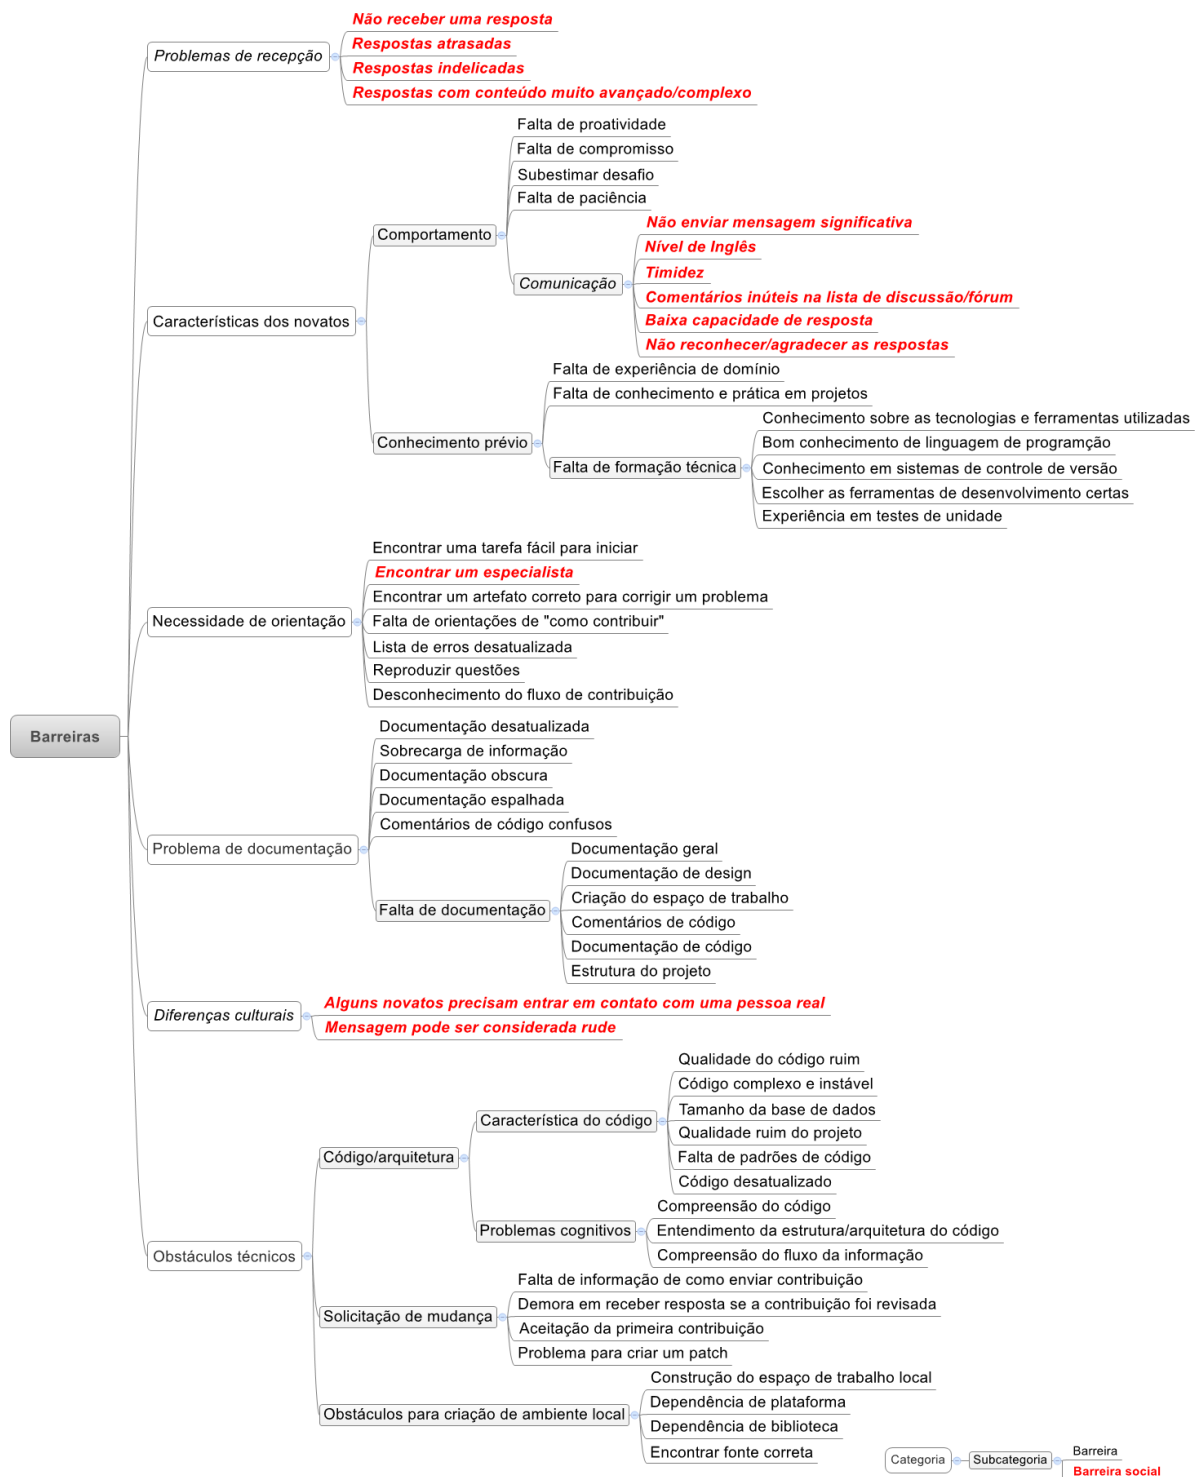 Não receber uma resposta
Respostas atrasadas
Problemas de recepção
Respostas indelicadas
Respostas com conteúdo muito avançado/complexo
Falta de proatividade
Falta de compromisso
Subestimar desafio
Falta de paciência
Comportamento
Não enviar mensagem significativa
Nível de Inglês
Timidez
Comunicação
Comentários inúteis na lista de discussão/fórum
Baixa capacidade de resposta
Não reconhecer/agradecer as respostas
Características dos novatos
Falta de experiência de domínio
Falta de conhecimento e prática em projetos
Conhecimento prévio
Falta de formação técnica
Conhecimento sobre as tecnologias e ferramentas utilizadas
Bom conhecimento de linguagem de programção
Conhecimento em sistemas de controle de versão
Escolher as ferramentas de desenvolvimento certas
Experiência em testes de unidade
Encontrar uma tarefa fácil para iniciar
Encontrar um especialista
Encontrar um artefato correto para corrigir um problema
Necessidade de orientação
Falta de orientações de "como contribuir"
Lista de erros desatualizada
Reproduzir questões
Desconhecimento do fluxo de contribuição
Barreiras
Documentação desatualizada
Sobrecarga de informação
Documentação obscura
Documentação espalhada
Comentários de código confusos
Problema de documentação
Falta de documentação
Documentação geral
Documentação de design
Criação do espaço de trabalho
Comentários de código
Documentação de código
Estrutura do projeto
Diferenças culturais
Alguns novatos precisam entrar em contato com uma pessoa real
Mensagem pode ser considerada rude
Qualidade do código ruim
Código complexo e instável
Tamanho da base de dados
Característica do código
Qualidade ruim do projeto
Falta de padrões de código
Código desatualizado
Código/arquitetura
Compreensão do código
Problemas cognitivos
Entendimento da estrutura/arquitetura do código
Compreensão do fluxo da informação
Obstáculos técnicos
Falta de informação de como enviar contribuição
Demora em receber resposta se a contribuição foi revisada
Solicitação de mudança
Aceitação da primeira contribuição
Problema para criar um patch
Construção do espaço de trabalho local
Dependência de plataforma
Obstáculos para criação de ambiente local
Dependência de biblioteca
Encontrar fonte correta
Categoria
Subcategoria
Barreira
Barreira social